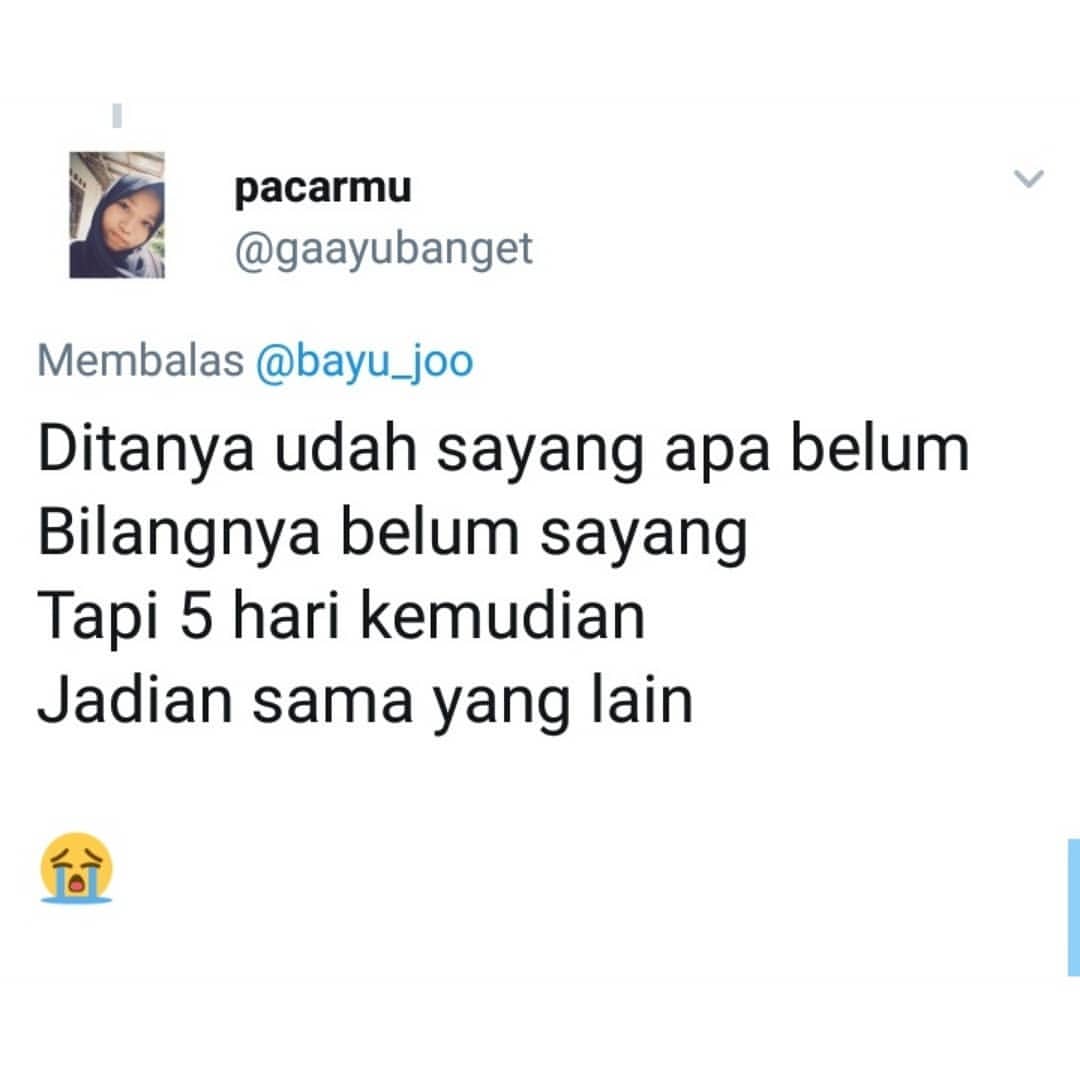 pacarmu
@gaayubanget
Membalas @bayu_joo
Ditanya udah sayang apa belum
Bilangnya belum sayang
Tapi 5 hari kemudian
Jadian sama yang lain
😭